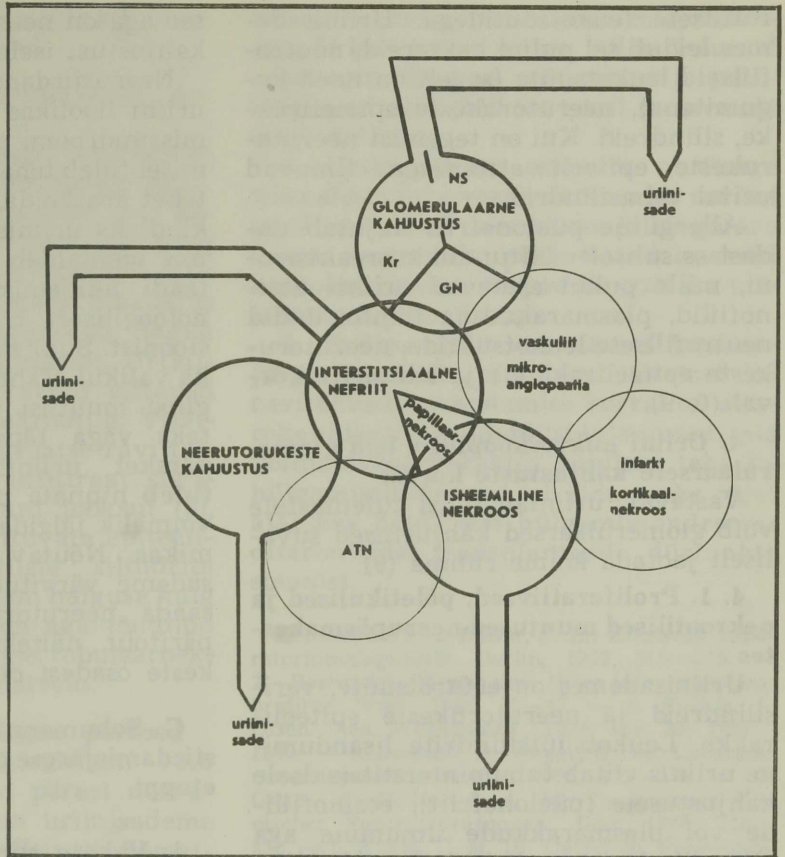 NS
GLOMERULAARNE
KAHJUSTUS
uriini-
sade
Kr
GN
vaskuliit
mikro-
angiopaatia
uriini-
sade
INTERSTITSIAALNE
NEFRIIT
papillaar-
nekroos
NEERUTORUKESTE
KAHJUSTUS
ISHEEMILINE
NEKROOS
infarkt
kortikaal-
nekroos
ATN
uriini-
sade
uriini-
sade